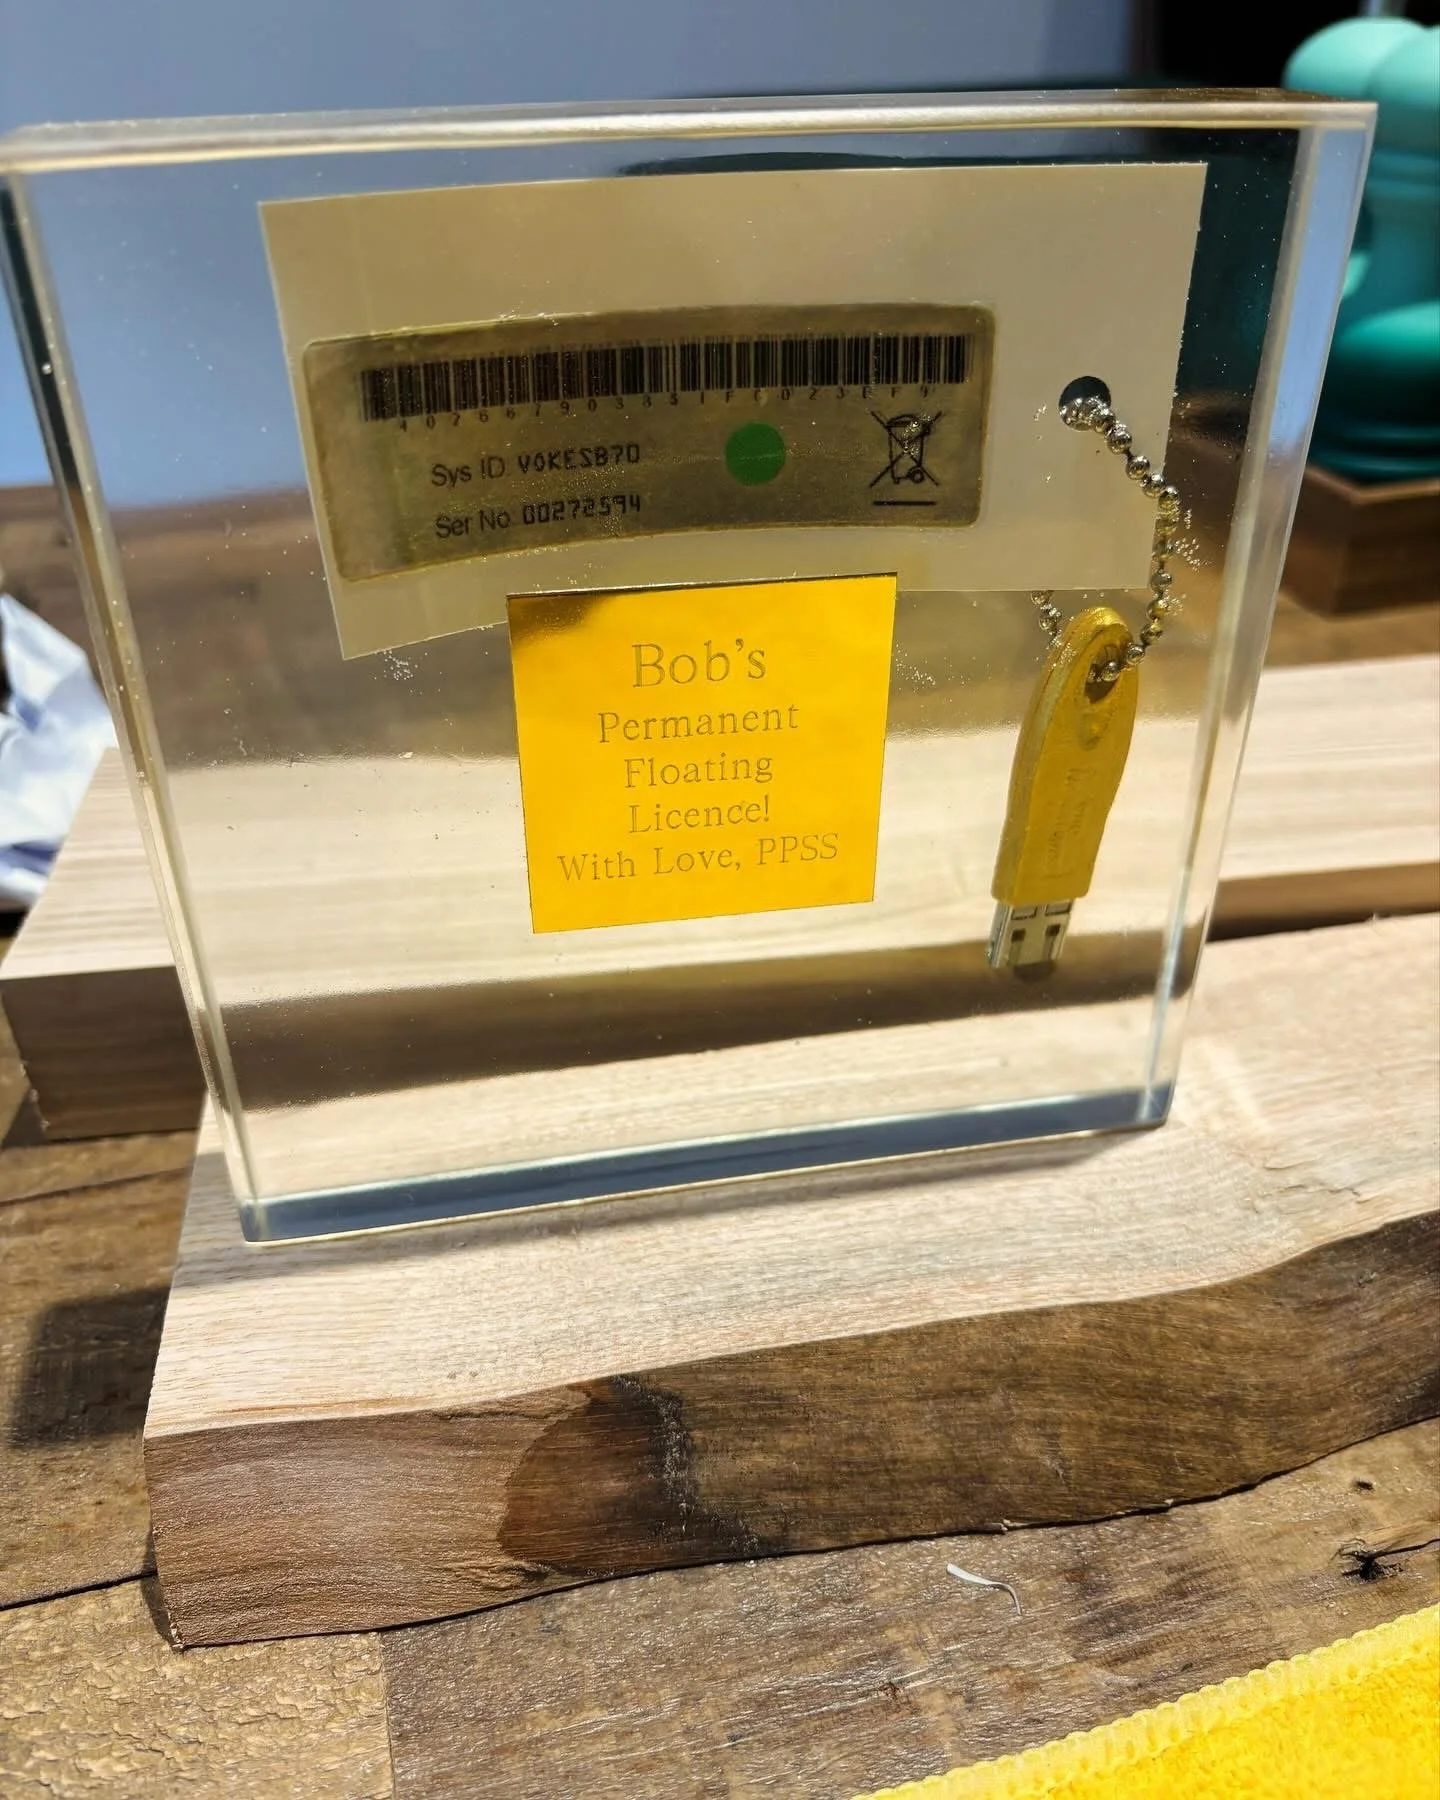 Sys ID V0KESB70
Ser No 00272594
Bob's
Permanent
Floating
Licence!
With Love, PPSS